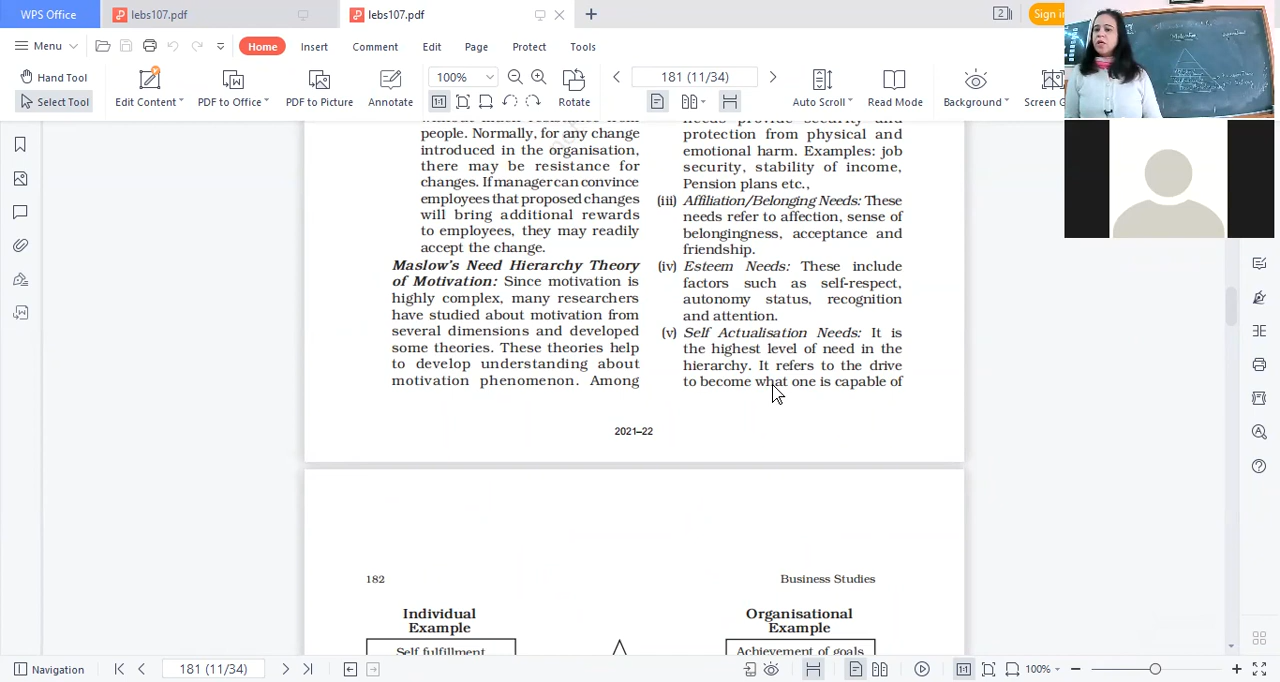 WPS Office
lebs107.pdf
lebs107.pdf
2
Sign in
Menu
Home
Insert
Comment
Edit
Page
Protect
Tools
Hand Tool
Select Tool
Edit Content
PDF to Office
PDF to Picture
Annotate
100%
1:1
Rotate
181 (11/34)
Auto Scroll
Read Mode
Background
Screen G
people. Normally, for any change
introduced in the organisation,
there may be resistance for
changes. If manager can convince
employees that proposed changes
will bring additional rewards
to employees, they may readily
accept the change.
Maslow's Need Hierarchy Theory
of Motivation: Since motivation is
highly complex, many researchers
have studied about motivation from
several dimensions and developed
some theories. These theories help
to develop understanding about
motivation phenomenon. Among
needs provide security and
protection from physical and
emotional harm. Examples: job
security, stability of income,
Pension plans etc.,
(iii) Affiliation/Belonging Needs: These
needs refer to affection, sense of
belongingness, acceptance and
friendship.
(iv) Esteem Needs: These include
factors such as self-respect,
autonomy status, recognition
and attention.
(v) Self Actualisation Needs: It is
the highest level of need in the
hierarchy. It refers to the drive
to become what one is capable of
2021–22
182
Business Studies
Individual
Example
Self fulfillment
Organisational
Example
Achievement of goals
Navigation
181 (11/34)
1:1
100%